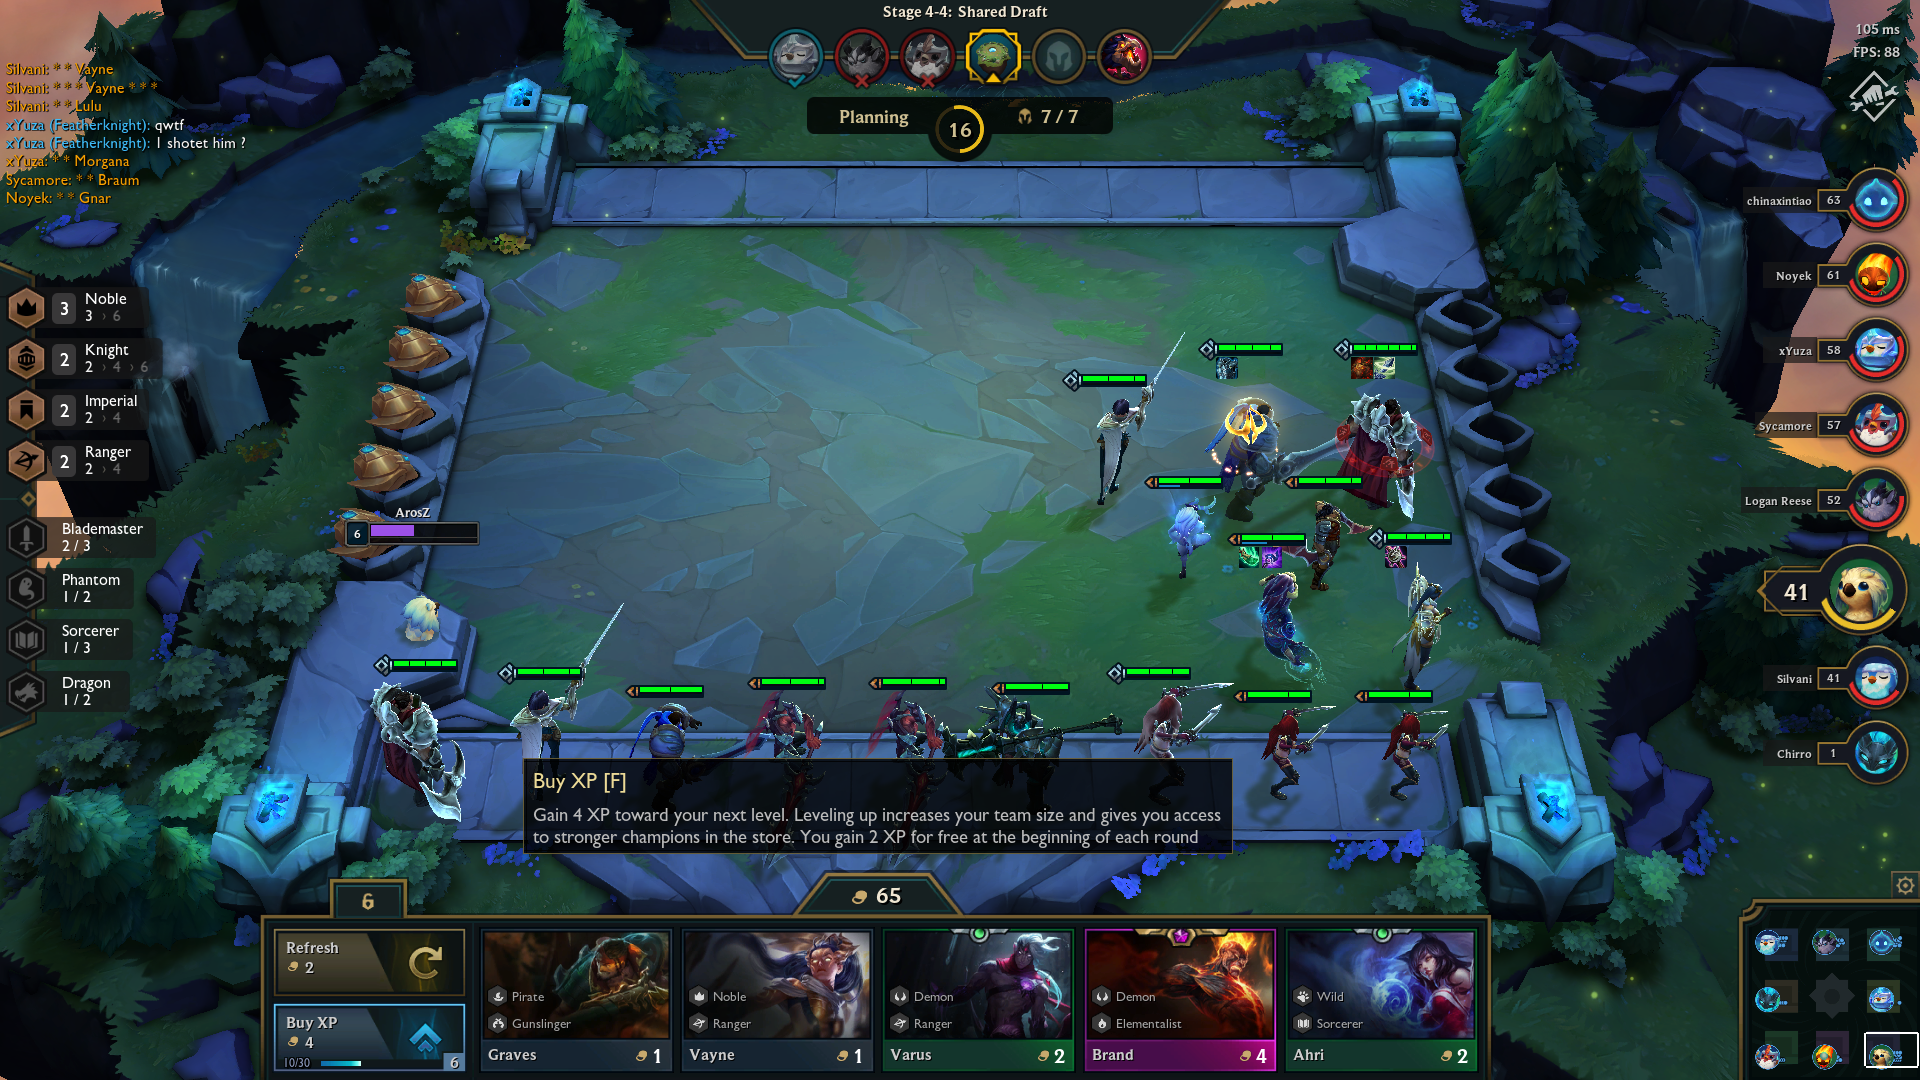 Stage 4-4: Shared Draft
105 ms
FPS: 88
Planning
16
7 / 7
Silvani: * * Vayne
Silvani: * * * Vayne * * *
Silvani: * * Lulu
xYuza (Featherknight): qwtf
xYuza (Featherknight): I shotet him ?
xYuza: * * Morgana
Sycamore: * * Braum
Noyek: * * Gnar
3 Noble
3 › 6
2 Knight
2 › 4 › 6
2 Imperial
2 › 4
2 Ranger
2 › 4
Blademaster
2 / 3
Phantom
1 / 2
Sorcerer
1 / 3
Dragon
1 / 2
ArosZ
6
chinaxintiao 63
Noyek 61
xYuza 58
Sycamore 57
Logan Reese 52
41
Silvani 41
Chirro 1
Buy XP [F]
Gain 4 XP toward your next level. Leveling up increases your team size and gives you access
to stronger champions in the store. You gain 2 XP for free at the beginning of each round
6
65
Refresh
2
Buy XP
4
10/30
6
Pirate
Gunslinger
Graves 1
Noble
Ranger
Vayne 1
Demon
Ranger
Varus 2
Demon
Elementalist
Brand 4
Wild
Sorcerer
Ahri 2